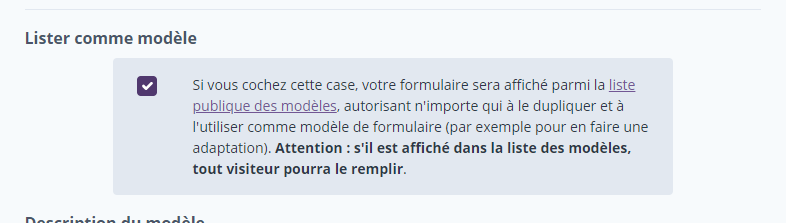 Lister comme modèle
Si vous cochez cette case, votre formulaire sera affiché parmi la liste
publique des modèles, autorisant n'importe qui à le dupliquer et à
l'utiliser comme modèle de formulaire (par exemple pour en faire une
adaptation). Attention : s'il est affiché dans la liste des modèles,
tout visiteur pourra le remplir.
Description du modèle